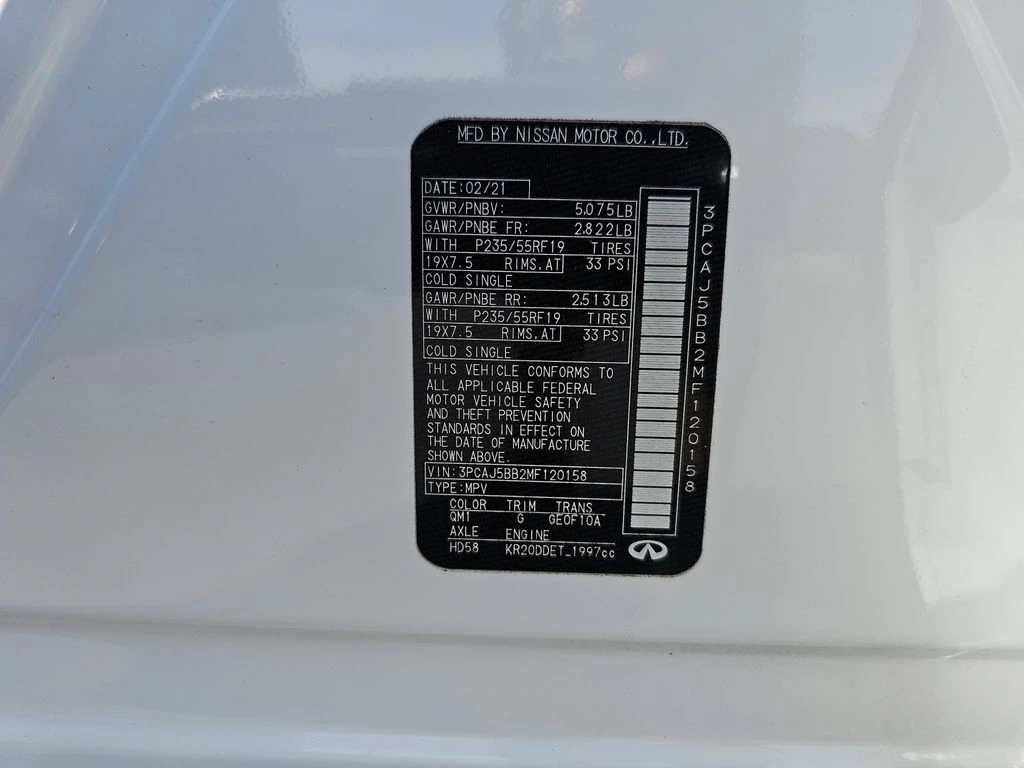 MFD BY NISSAN MOTOR CO.,LTD.
DATE:02/21
GVWR/PNBV: 5.075LB
GAWR/PNBE FR: 2.822LB
WITH P235/55RF19 TIRES
19X7.5 RIMS.AT 33 PSI
COLD SINGLE
GAWR/PNBE RR: 2.513LB
WITH P235/55RF19 TIRES
19X7.5 RIMS.AT 33 PSI
COLD SINGLE
THIS VEHICLE CONFORMS TO
ALL APPLICABLE FEDERAL
MOTOR VEHICLE SAFETY
AND THEFT PREVENTION
STANDARDS IN EFFECT ON
THE DATE OF MANUFACTURE
SHOWN ABOVE.
VIN:3PCAJ5BB2MF120158
TYPE:MPV
COLOR TRIM TRANS
QM1 G GE0F10A
AXLE ENGINE
HD58 KR20DDET_1997cc
3PCAJ5BB2MF120158